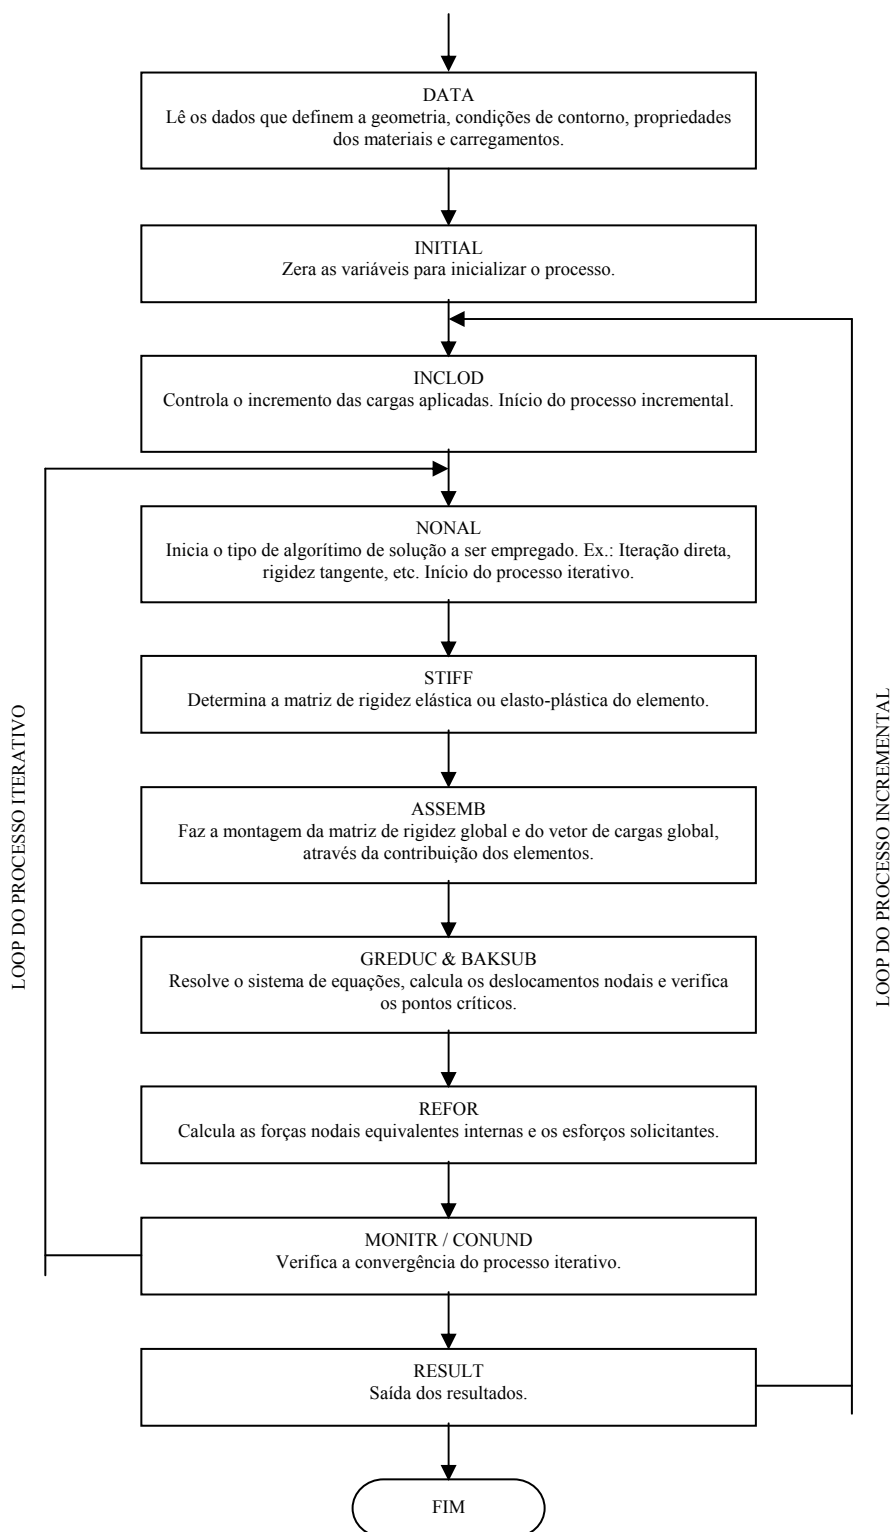 DATA
Lê os dados que definem a geometria, condições de contorno, propriedades
dos materiais e carregamentos.
INITIAL
Zera as variáveis para inicializar o processo.
INCLOD
Controla o incremento das cargas aplicadas. Início do processo incremental.
NONAL
Inicia o tipo de algorítimo de solução a ser empregado. Ex.: Iteração direta,
rigidez tangente, etc. Início do processo iterativo.
STIFF
Determina a matriz de rigidez elástica ou elasto-plástica do elemento.
ASSEMB
Faz a montagem da matriz de rigidez global e do vetor de cargas global,
através da contribuição dos elementos.
GREDUC & BAKSUB
Resolve o sistema de equações, calcula os deslocamentos nodais e verifica
os pontos críticos.
REFOR
Calcula as forças nodais equivalentes internas e os esforços solicitantes.
MONITR / CONUND
Verifica a convergência do processo iterativo.
RESULT
Saída dos resultados.
FIM
LOOP DO PROCESSO ITERATIVO
LOOP DO PROCESSO INCREMENTAL